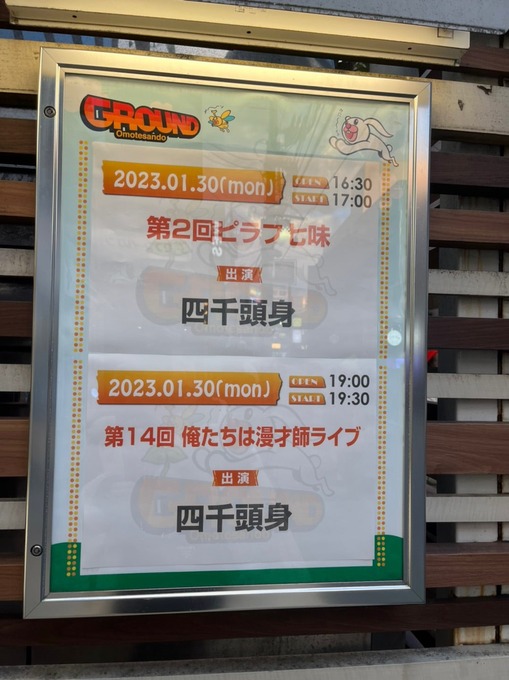 GROUND
Omotesando
2023.01.30(mon) OPEN 16:30
START 17:00
第2回ピラブ七味
出演
四千頭身
2023.01.30(mon) OPEN 19:00
START 19:30
第14回 俺たちは漫才師ライブ
出演
四千頭身